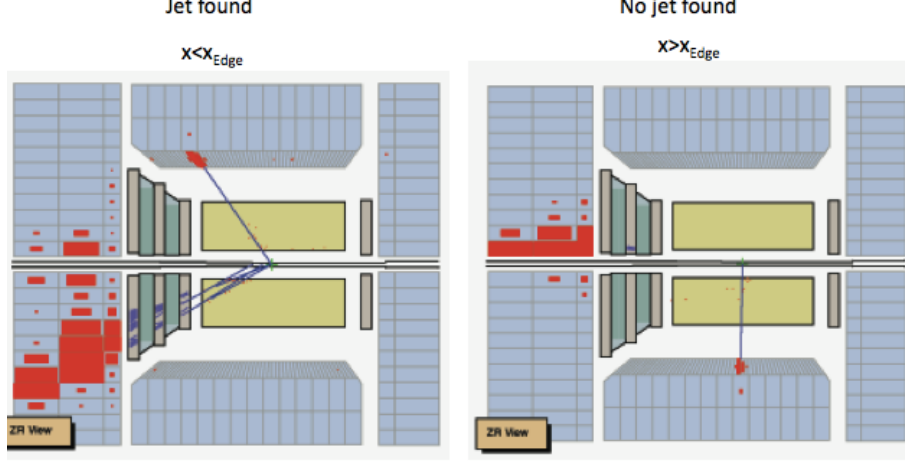 Jet found
No jet found
x<x_Edge
x>x_Edge
ZR View
ZR View